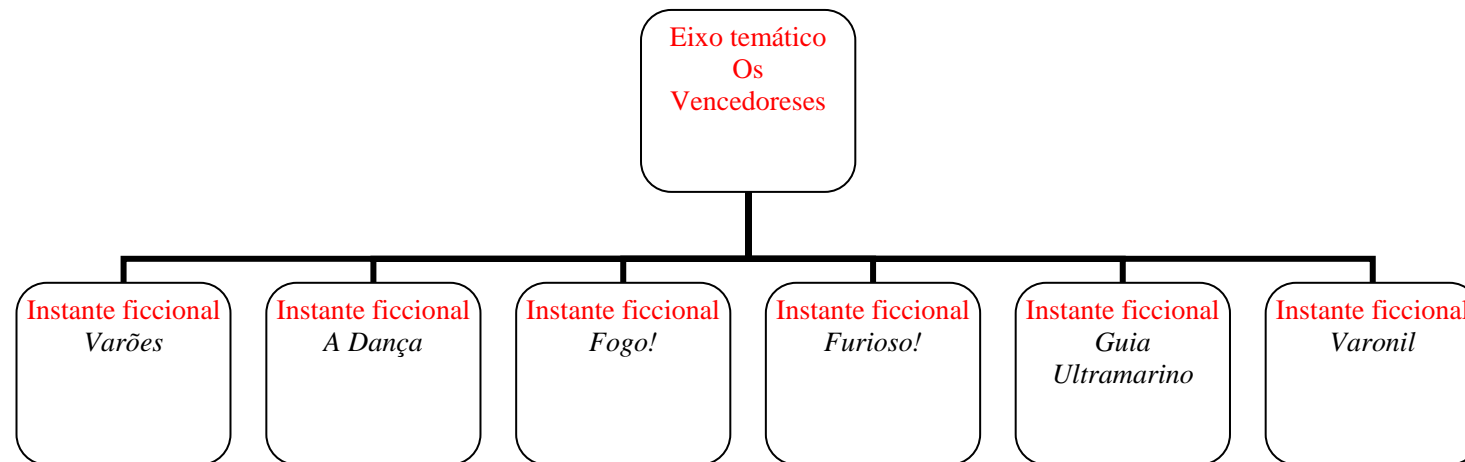 Eixo temático
Os
Vencedoreses
Instante ficcional
Varões
Instante ficcional
A Dança
Instante ficcional
Fogo!
Instante ficcional
Furioso!
Instante ficcional
Guia
Ultramarino
Instante ficcional
Varonil